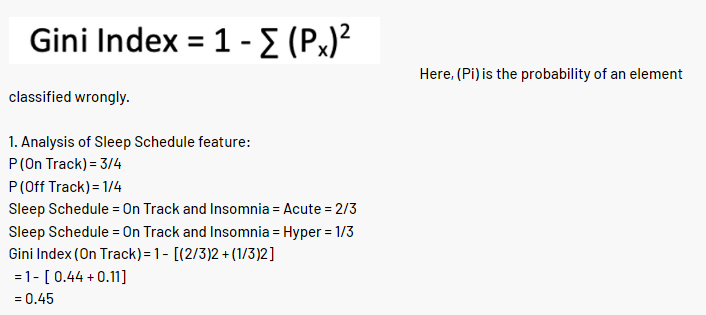 Gini Index = 1 - ∑ (Pₓ)²
Here, (Pi) is the probability of an element
classified wrongly.
1. Analysis of Sleep Schedule feature:
P (On Track) = 3/4
P (Off Track) = 1/4
Sleep Schedule = On Track and Insomnia = Acute = 2/3
Sleep Schedule = On Track and Insomnia = Hyper = 1/3
Gini Index (On Track) = 1 - [(2/3)2 + (1/3)2]
= 1 - [ 0.44 + 0.11]
= 0.45